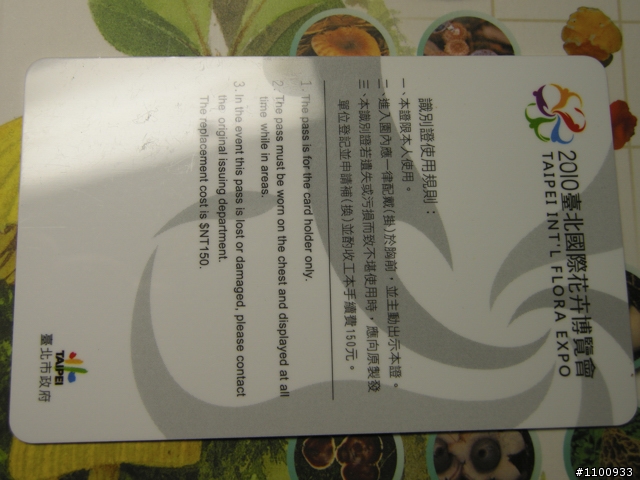 2010臺北國際花卉博覽會
TAIPEI INT'L FLORA EXPO
識別證使用規則：
一、本證限本人使用。
二、進入園內應一律配戴(掛)於胸前，並主動出示本證。
三、本識別證若遺失或污損而致不堪使用時，應向原製發
單位登記並申請補(換)並酌收工本手續費150元。
1. The pass is for the card holder only.
2. The pass must be worn on the chest and displayed at all
time while in areas.
3. In the event this pass is lost or damaged, please contact
the original issuing department.
The replacement cost is $NT150.
TAIPEI
臺北市政府
#1100933